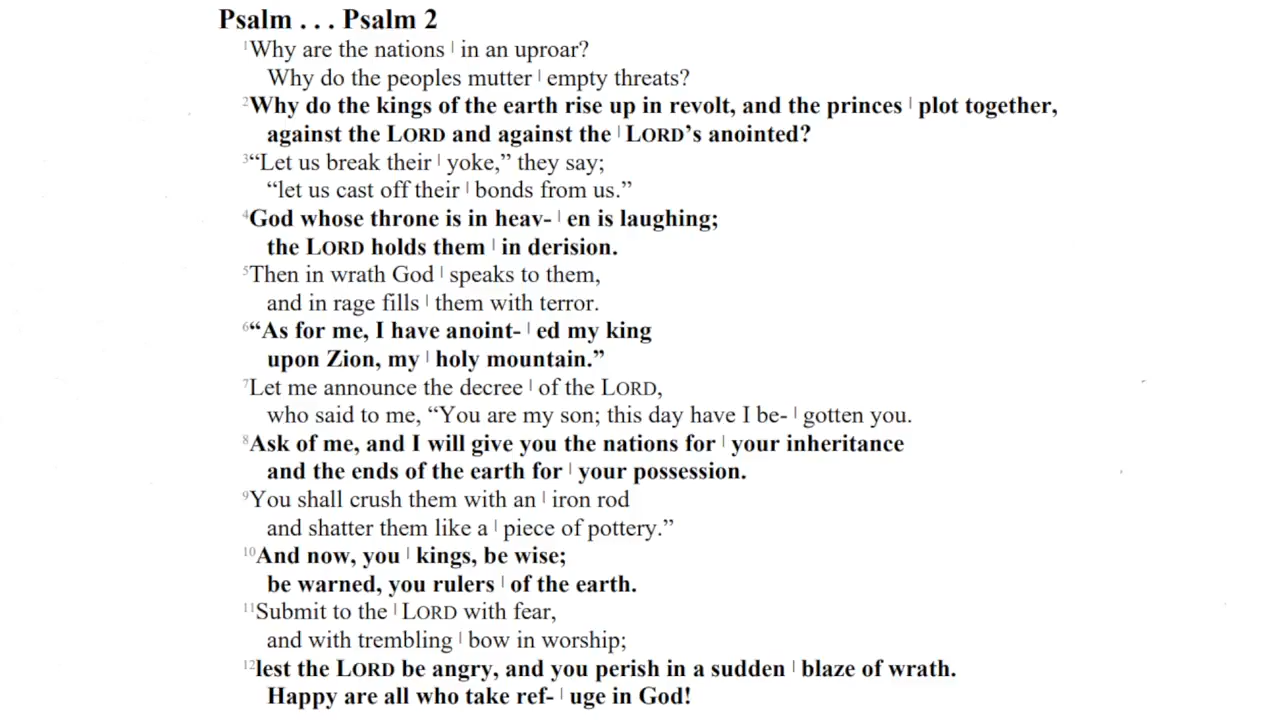 Psalm . . . Psalm 2
1Why are the nations | in an uproar?
Why do the peoples mutter | empty threats?
2Why do the kings of the earth rise up in revolt, and the princes | plot together,
against the LORD and against the | LORD’s anointed?
3“Let us break their | yoke,” they say;
“let us cast off their | bonds from us.”
4God whose throne is in heav- | en is laughing;
the LORD holds them | in derision.
5Then in wrath God | speaks to them,
and in rage fills | them with terror.
6“As for me, I have anoint- | ed my king
upon Zion, my | holy mountain.”
7Let me announce the decree | of the LORD,
who said to me, “You are my son; this day have I be- | gotten you.
8Ask of me, and I will give you the nations for | your inheritance
and the ends of the earth for | your possession.
9You shall crush them with an | iron rod
and shatter them like a | piece of pottery.”
10And now, you | kings, be wise;
be warned, you rulers | of the earth.
11Submit to the | LORD with fear,
and with trembling | bow in worship;
12lest the LORD be angry, and you perish in a sudden | blaze of wrath.
Happy are all who take ref- | uge in God!